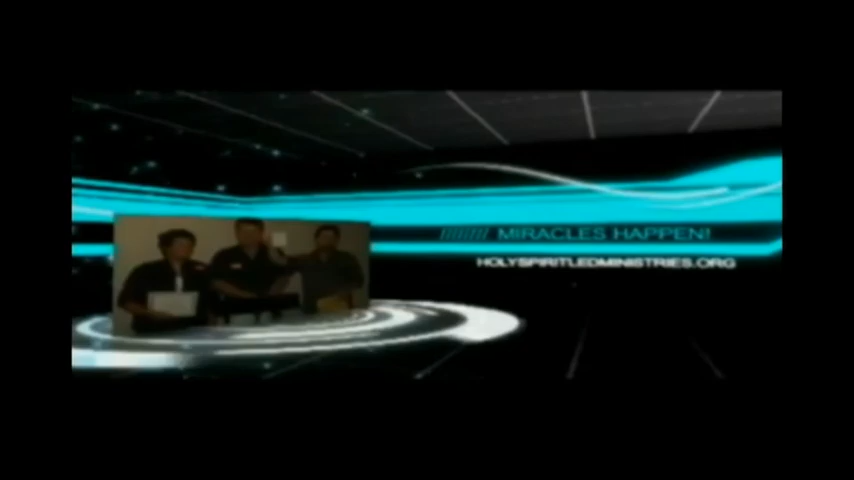 //////// MIRACLES HAPPEN!
HOLYSPIRITLEDMINISTRIES.ORG